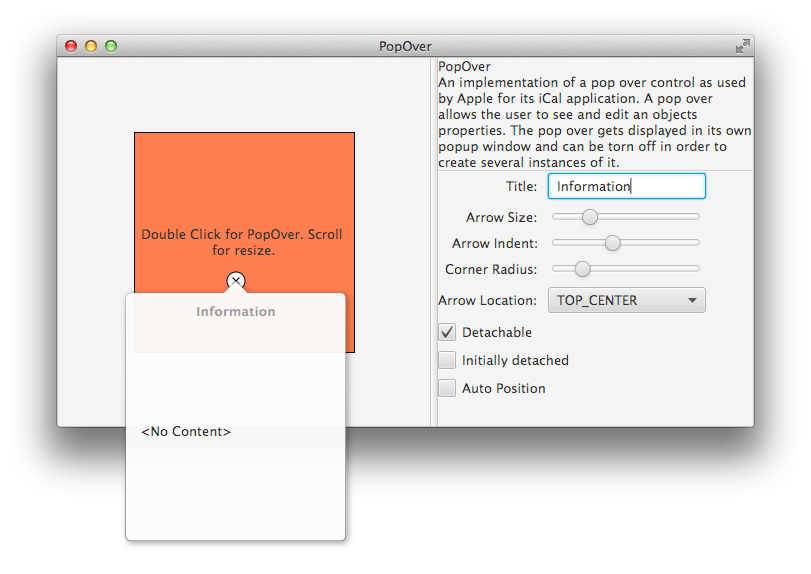 PopOver
Double Click for PopOver. Scroll
for resize.
Information
<No Content>
PopOver
An implementation of a pop over control as used
by Apple for its iCal application. A pop over
allows the user to see and edit an objects
properties. The pop over gets displayed in its own
popup window and can be torn off in order to
create several instances of it.
Title: Information
Arrow Size:
Arrow Indent:
Corner Radius:
Arrow Location: TOP_CENTER
Detachable
Initially detached
Auto Position